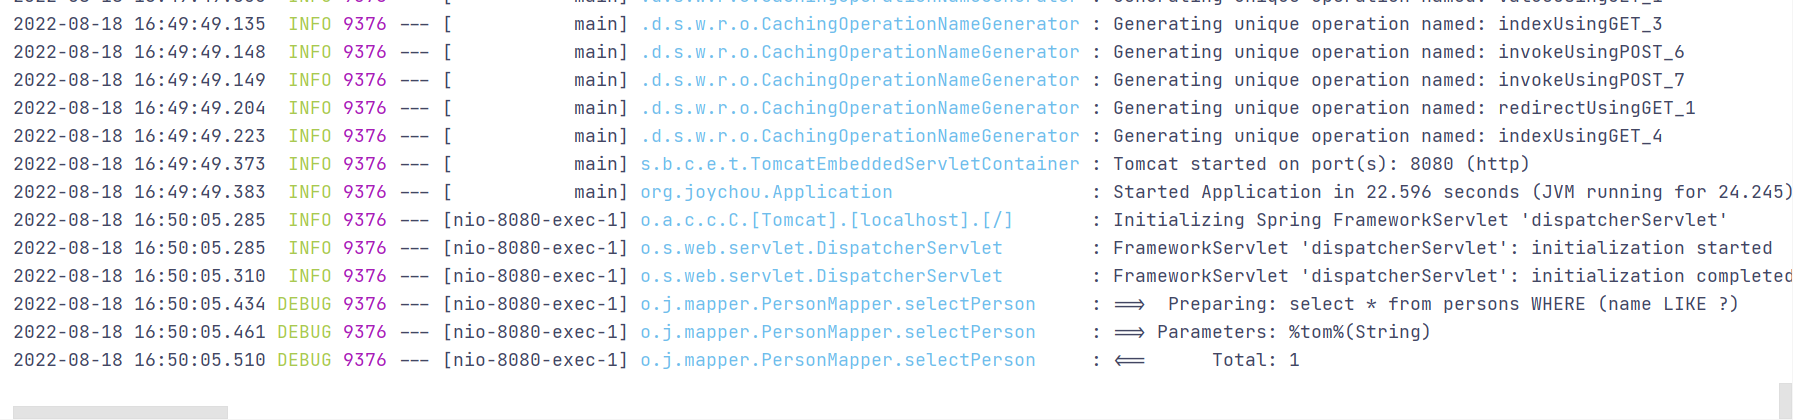 2022-08-18 16:49:49.135  INFO 9376 --- [           main] .d.s.w.r.o.CachingOperationNameGenerator : Generating unique operation named: indexUsingGET_3
2022-08-18 16:49:49.148  INFO 9376 --- [           main] .d.s.w.r.o.CachingOperationNameGenerator : Generating unique operation named: invokeUsingPOST_6
2022-08-18 16:49:49.149  INFO 9376 --- [           main] .d.s.w.r.o.CachingOperationNameGenerator : Generating unique operation named: invokeUsingPOST_7
2022-08-18 16:49:49.204  INFO 9376 --- [           main] .d.s.w.r.o.CachingOperationNameGenerator : Generating unique operation named: redirectUsingGET_1
2022-08-18 16:49:49.223  INFO 9376 --- [           main] .d.s.w.r.o.CachingOperationNameGenerator : Generating unique operation named: indexUsingGET_4
2022-08-18 16:49:49.373  INFO 9376 --- [           main] s.b.c.e.t.TomcatEmbeddedServletContainer : Tomcat started on port(s): 8080 (http)
2022-08-18 16:49:49.383  INFO 9376 --- [           main] org.joychou.Application                  : Started Application in 22.596 seconds (JVM running for 24.245)
2022-08-18 16:50:05.285  INFO 9376 --- [nio-8080-exec-1] o.a.c.c.C.[Tomcat].[localhost].[/]       : Initializing Spring FrameworkServlet 'dispatcherServlet'
2022-08-18 16:50:05.285  INFO 9376 --- [nio-8080-exec-1] o.s.web.servlet.DispatcherServlet        : FrameworkServlet 'dispatcherServlet': initialization started
2022-08-18 16:50:05.310  INFO 9376 --- [nio-8080-exec-1] o.s.web.servlet.DispatcherServlet        : FrameworkServlet 'dispatcherServlet': initialization completed
2022-08-18 16:50:05.434 DEBUG 9376 --- [nio-8080-exec-1] o.j.mapper.PersonMapper.selectPerson     : ==>  Preparing: select * from persons WHERE (name LIKE ?)
2022-08-18 16:50:05.461 DEBUG 9376 --- [nio-8080-exec-1] o.j.mapper.PersonMapper.selectPerson     : ==> Parameters: %tom%(String)
2022-08-18 16:50:05.510 DEBUG 9376 --- [nio-8080-exec-1] o.j.mapper.PersonMapper.selectPerson     : <==      Total: 1